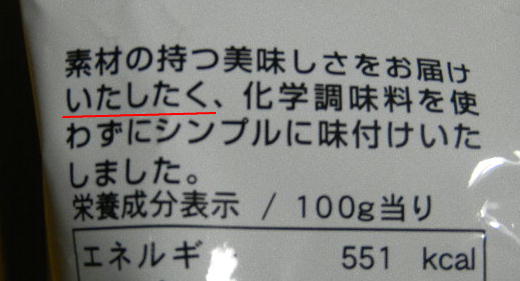 素材の持つ美味しさをお届け
いたしたく、化学調味料を使
わずにシンプルに味付けいた
しました。
栄養成分表示 / 100g当り
エネルギー 551 kcal